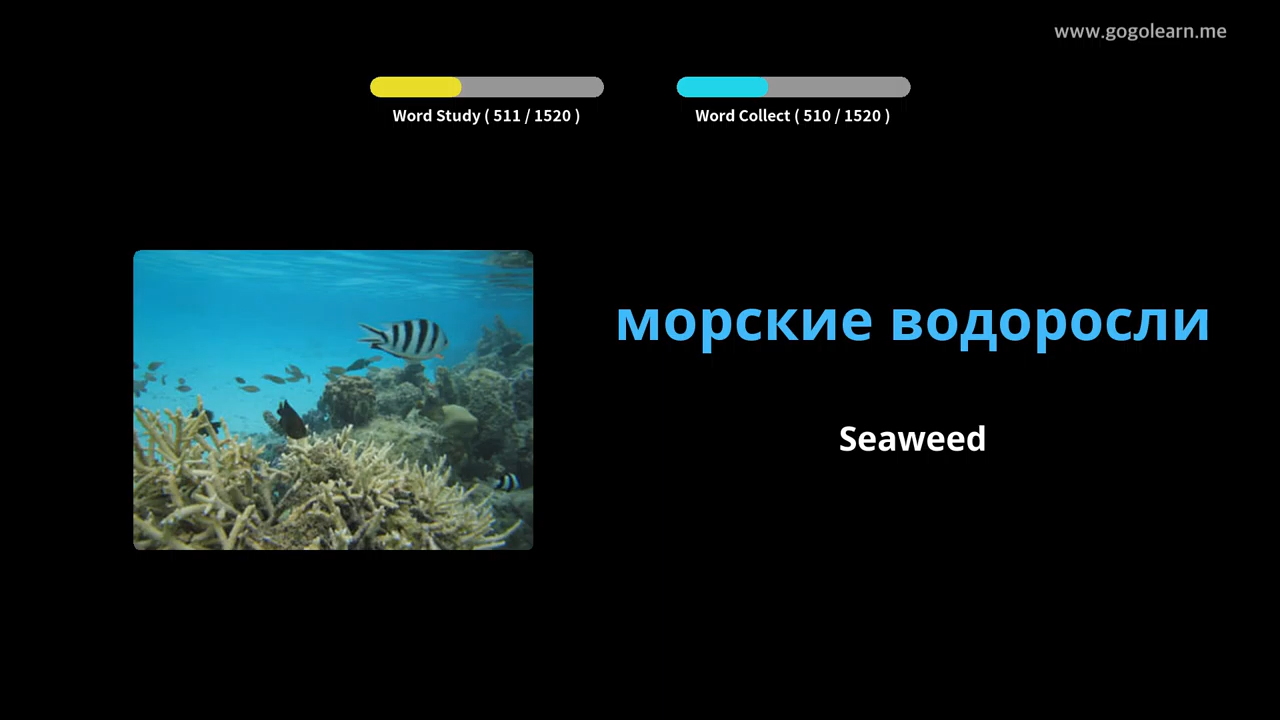 www.gogolearn.me
Word Study ( 511 / 1520 )
Word Collect ( 510 / 1520 )
морские водоросли
Seaweed